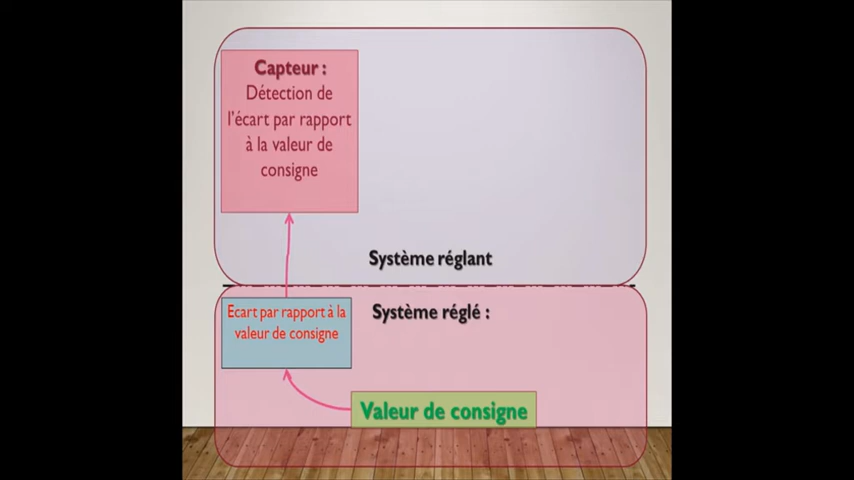 Capteur :
Détection de
l'écart par rapport
à la valeur de
consigne
Système réglant
Ecart par rapport à la
valeur de consigne
Système réglé :
Valeur de consigne